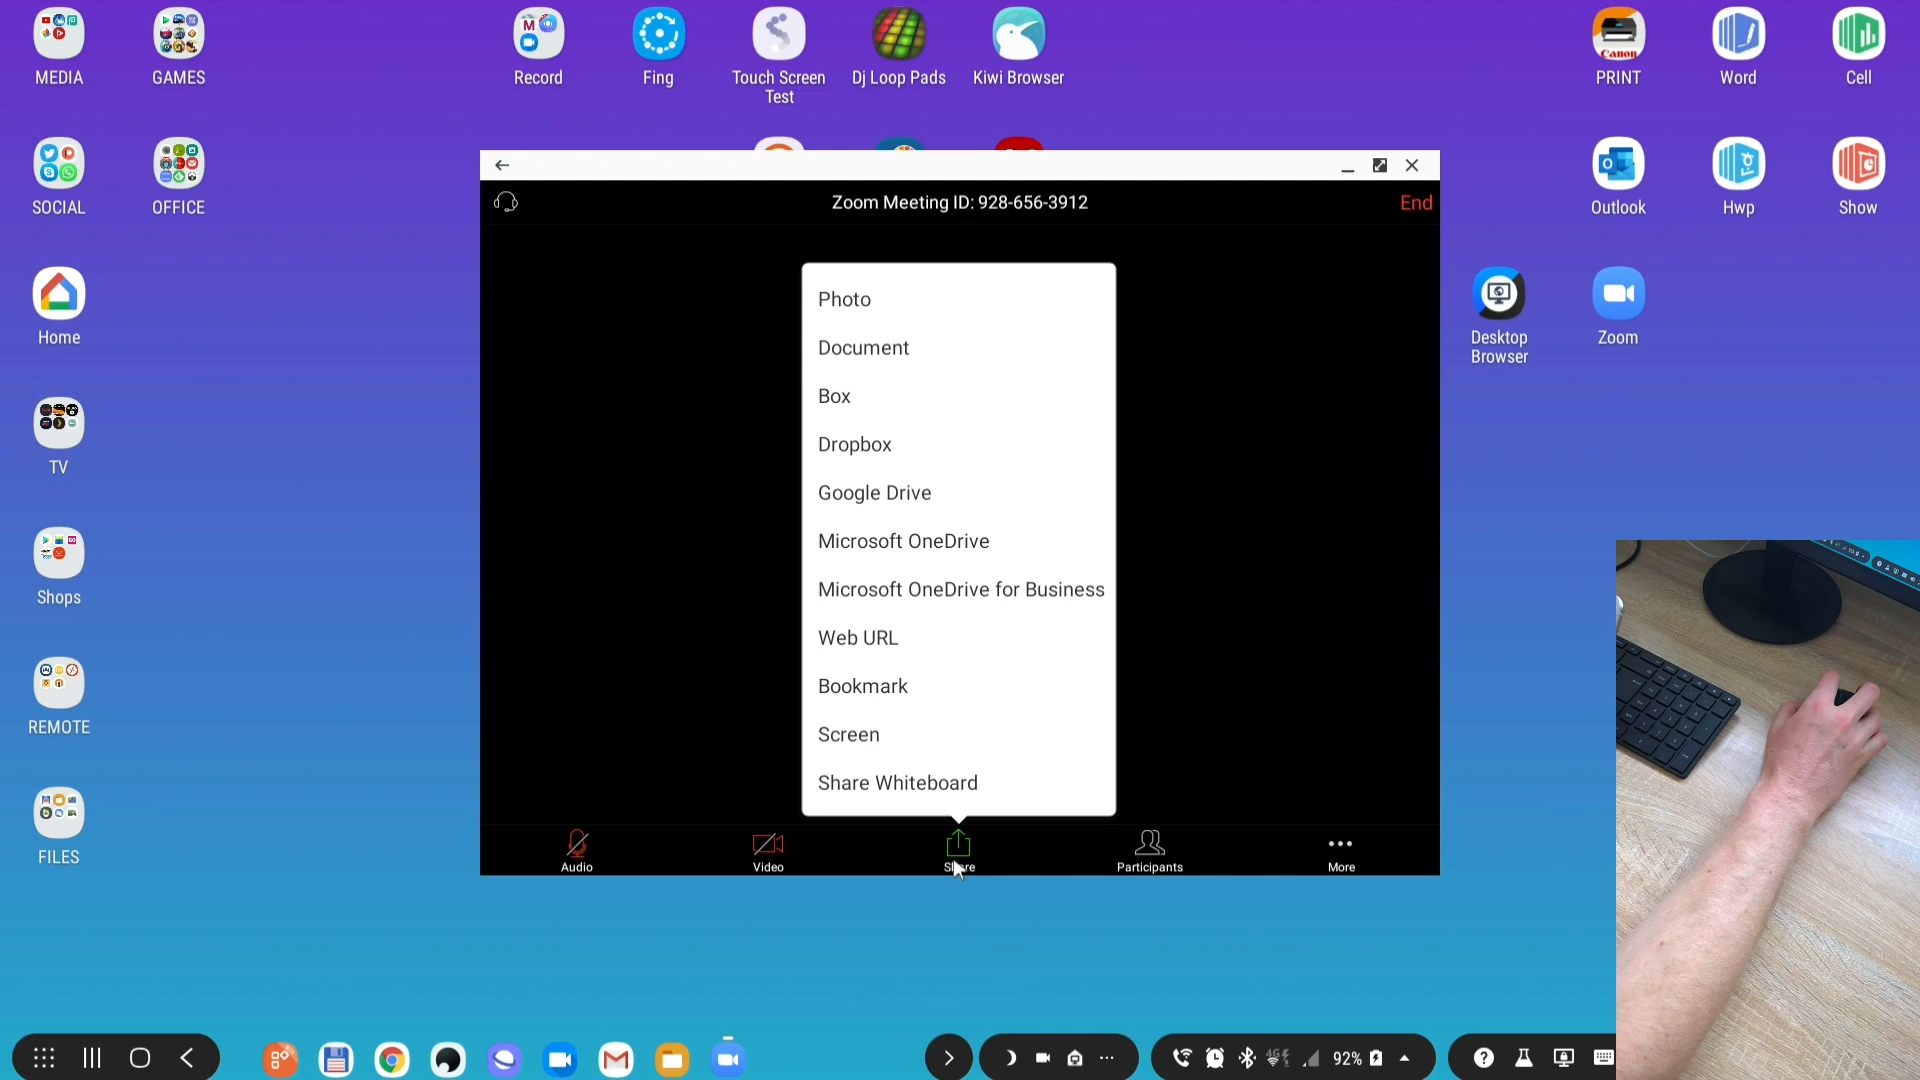 MEDIA
GAMES
Record
Fing
Touch Screen
Test
Dj Loop Pads
Kiwi Browser
Canon
PRINT
Word
Cell
SOCIAL
OFFICE
Outlook
Hwp
Show
Zoom Meeting ID: 928-656-3912
End
Home
Desktop
Browser
Zoom
Photo
Document
Box
Dropbox
Google Drive
Microsoft OneDrive
Microsoft OneDrive for Business
Web URL
Bookmark
Screen
Share Whiteboard
TV
Shops
REMOTE
FILES
Audio
Video
Share
Participants
More
4G
92%